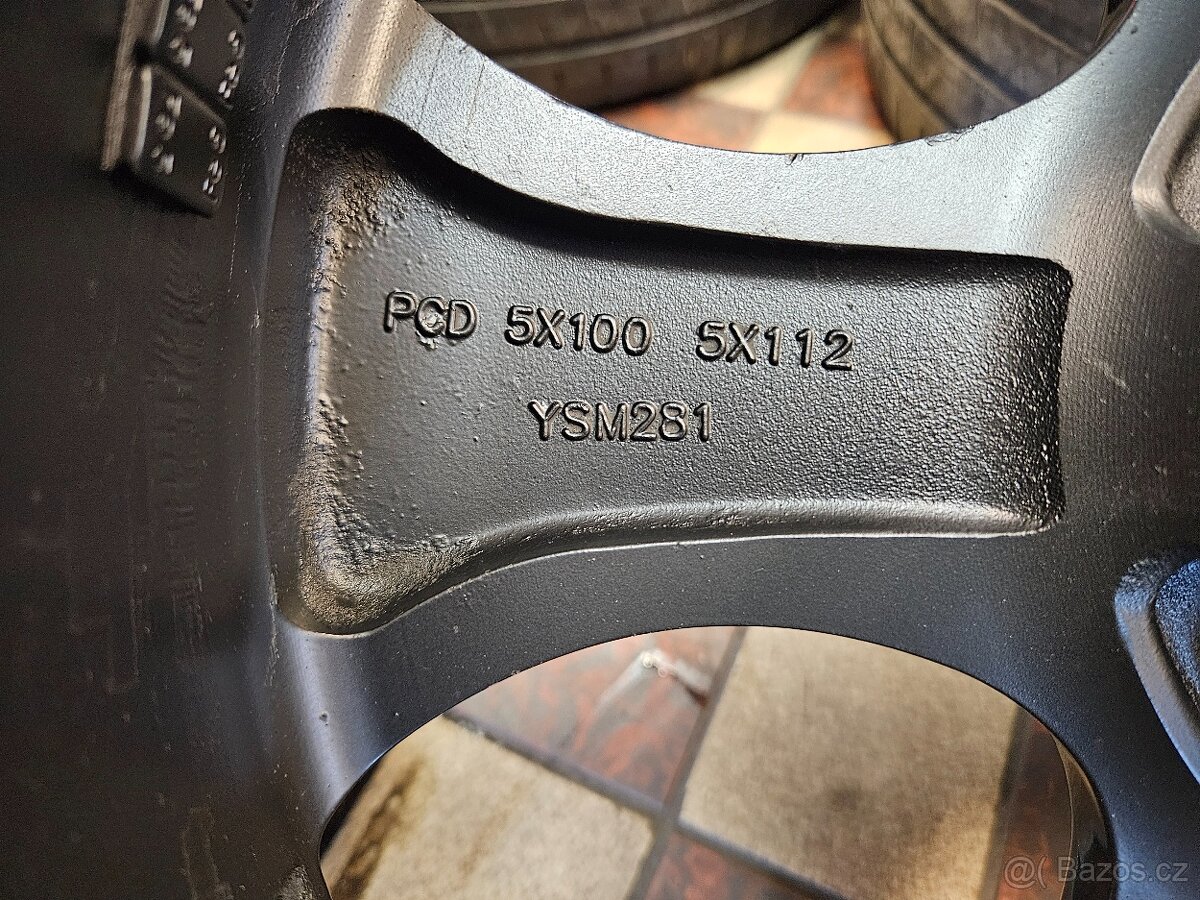 PCD 5X100 5X112
YSM281
@( Bazos.cz